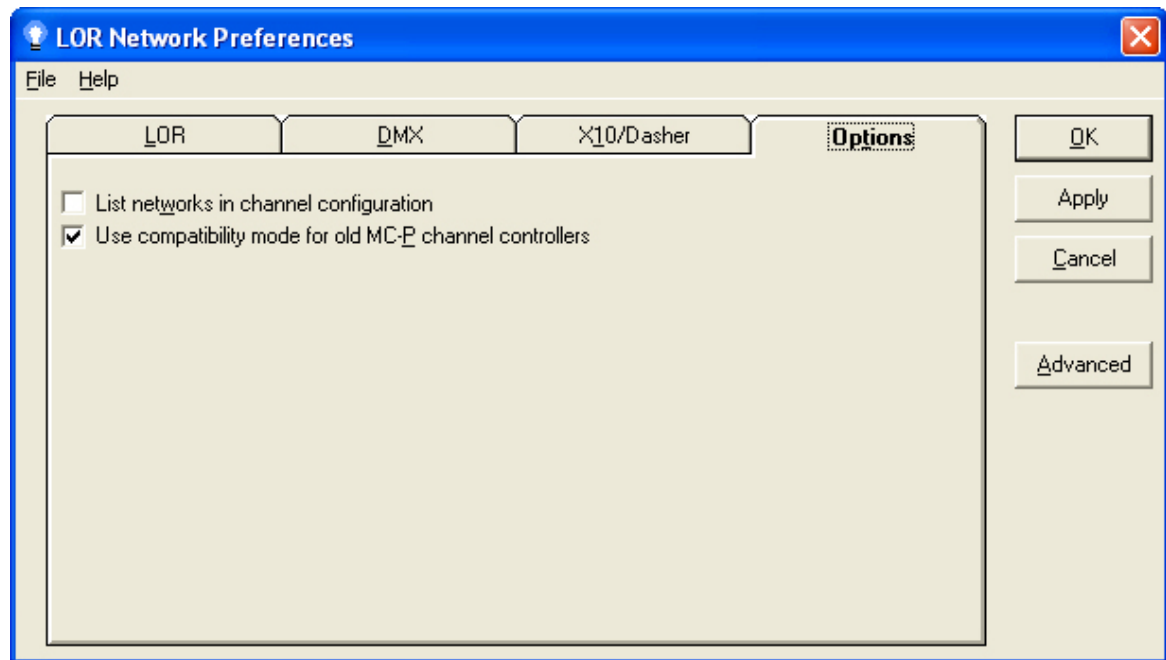 LOR Network Preferences
File Help
LOR DMX X10/Dasher Options
List networks in channel configuration
Use compatibility mode for old MC-P channel controllers
OK
Apply
Cancel
Advanced